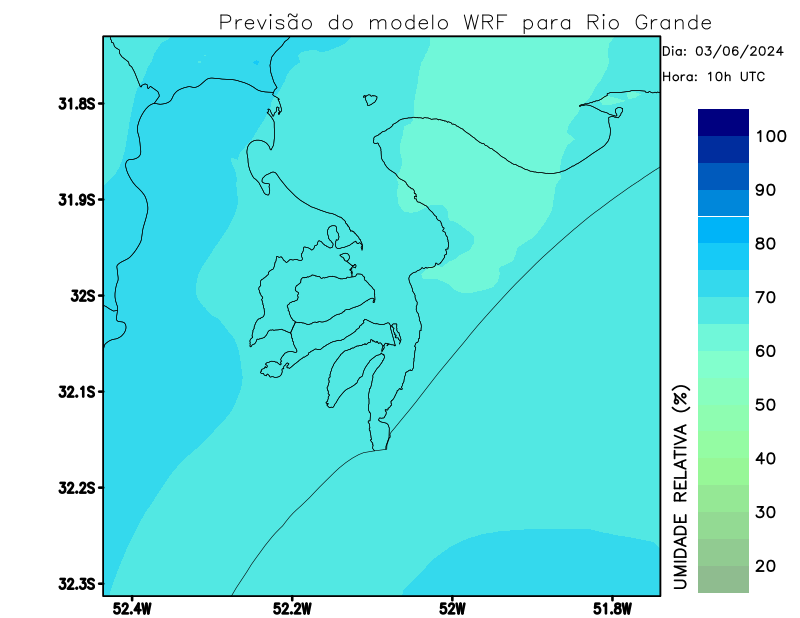 Previsão do modelo WRF para Rio Grande
Dia: 03/06/2024
Hora: 10h UTC
31.8S
31.9S
32S
32.1S
32.2S
32.3S
52.4W
52.2W
52W
51.8W
100
90
80
70
60
50
40
30
20
UMIDADE RELATIVA (%)